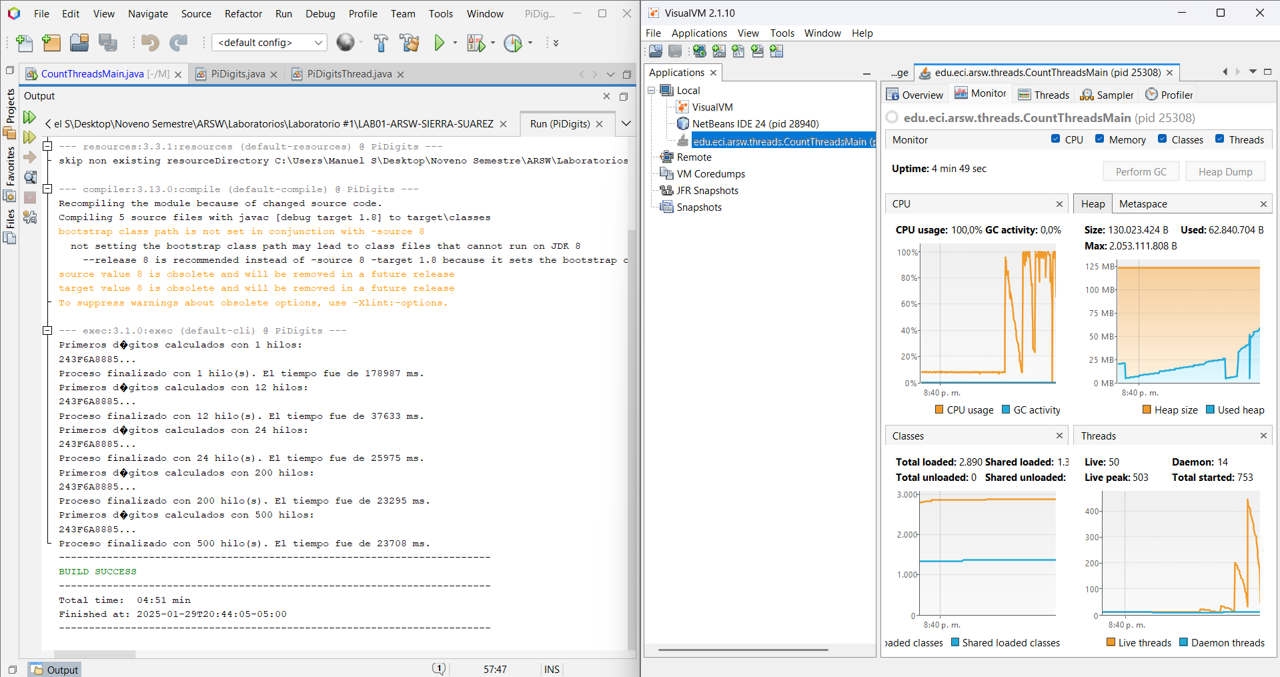 File Edit View Navigate Source Refactor Run Debug Profile Team Tools Window Help PiDig...
<default config>
CountThreadsMain.java [-/M] PiDigits.java PiDigitsThread.java
Output
el S\Desktop\Noveno Semestre\ARSW\Laboratorios\Laboratorio #1\LAB01-ARSW-SIERRA-SUAREZ Run (PiDigits)
Projects
Favorites
Files
--- resources:3.3.1:resources (default-resources) @ PiDigits ---
skip non existing resourceDirectory C:\Users\Manuel S\Desktop\Noveno Semestre\ARSW\Laboratorios
--- compiler:3.13.0:compile (default-compile) @ PiDigits ---
Recompiling the module because of changed source code.
Compiling 5 source files with javac [debug target 1.8] to target\classes
bootstrap class path is not set in conjunction with -source 8
not setting the bootstrap class path may lead to class files that cannot run on JDK 8
--release 8 is recommended instead of -source 8 -target 1.8 because it sets the bootstrap c
source value 8 is obsolete and will be removed in a future release
target value 8 is obsolete and will be removed in a future release
To suppress warnings about obsolete options, use -Xlint:-options.
--- exec:3.1.0:exec (default-cli) @ PiDigits ---
Primeros d�gitos calculados con 1 hilos:
243F6A8885...
Proceso finalizado con 1 hilo(s). El tiempo fue de 178987 ms.
Primeros d�gitos calculados con 12 hilos:
243F6A8885...
Proceso finalizado con 12 hilo(s). El tiempo fue de 37633 ms.
Primeros d�gitos calculados con 24 hilos:
243F6A8885...
Proceso finalizado con 24 hilo(s). El tiempo fue de 25975 ms.
Primeros d�gitos calculados con 200 hilos:
243F6A8885...
Proceso finalizado con 200 hilo(s). El tiempo fue de 23295 ms.
Primeros d�gitos calculados con 500 hilos:
243F6A8885...
Proceso finalizado con 500 hilo(s). El tiempo fue de 23708 ms.
------------------------------------------------------------------------
BUILD SUCCESS
------------------------------------------------------------------------
Total time:  04:51 min
Finished at: 2025-01-29T20:44:05-05:00
------------------------------------------------------------------------
Output
1 57:47 INS
VisualVM 2.1.10
File Applications View Tools Window Help
Applications
Local
VisualVM
NetBeans IDE 24 (pid 28940)
edu.eci.arsw.threads.CountThreadsMain (p
Remote
VM Coredumps
JFR Snapshots
Snapshots
...ge edu.eci.arsw.threads.CountThreadsMain (pid 25308)
Overview Monitor Threads Sampler Profiler
edu.eci.arsw.threads.CountThreadsMain (pid 25308)
Monitor CPU Memory Classes Threads
Uptime: 4 min 49 sec Perform GC Heap Dump
CPU
CPU usage: 100,0% GC activity: 0,0%
100%
80%
60%
40%
20%
0%
8:40 p. m.
CPU usage GC activity
Heap Metaspace
Size: 130.023.424 B Used: 62.840.704 B
Max: 2.053.111.808 B
125 MB
100 MB
75 MB
50 MB
25 MB
0 MB
8:40 p. m.
Heap size Used heap
Classes
Total loaded: 2.890 Shared loaded: 1.3
Total unloaded: 0 Shared unloaded:
3.000
2.000
1.000
0
8:40 p. m.
oaded classes Shared loaded classes
Threads
Live: 50 Daemon: 14
Live peak: 503 Total started: 753
400
300
200
100
0
8:40 p. m.
Live threads Daemon threads